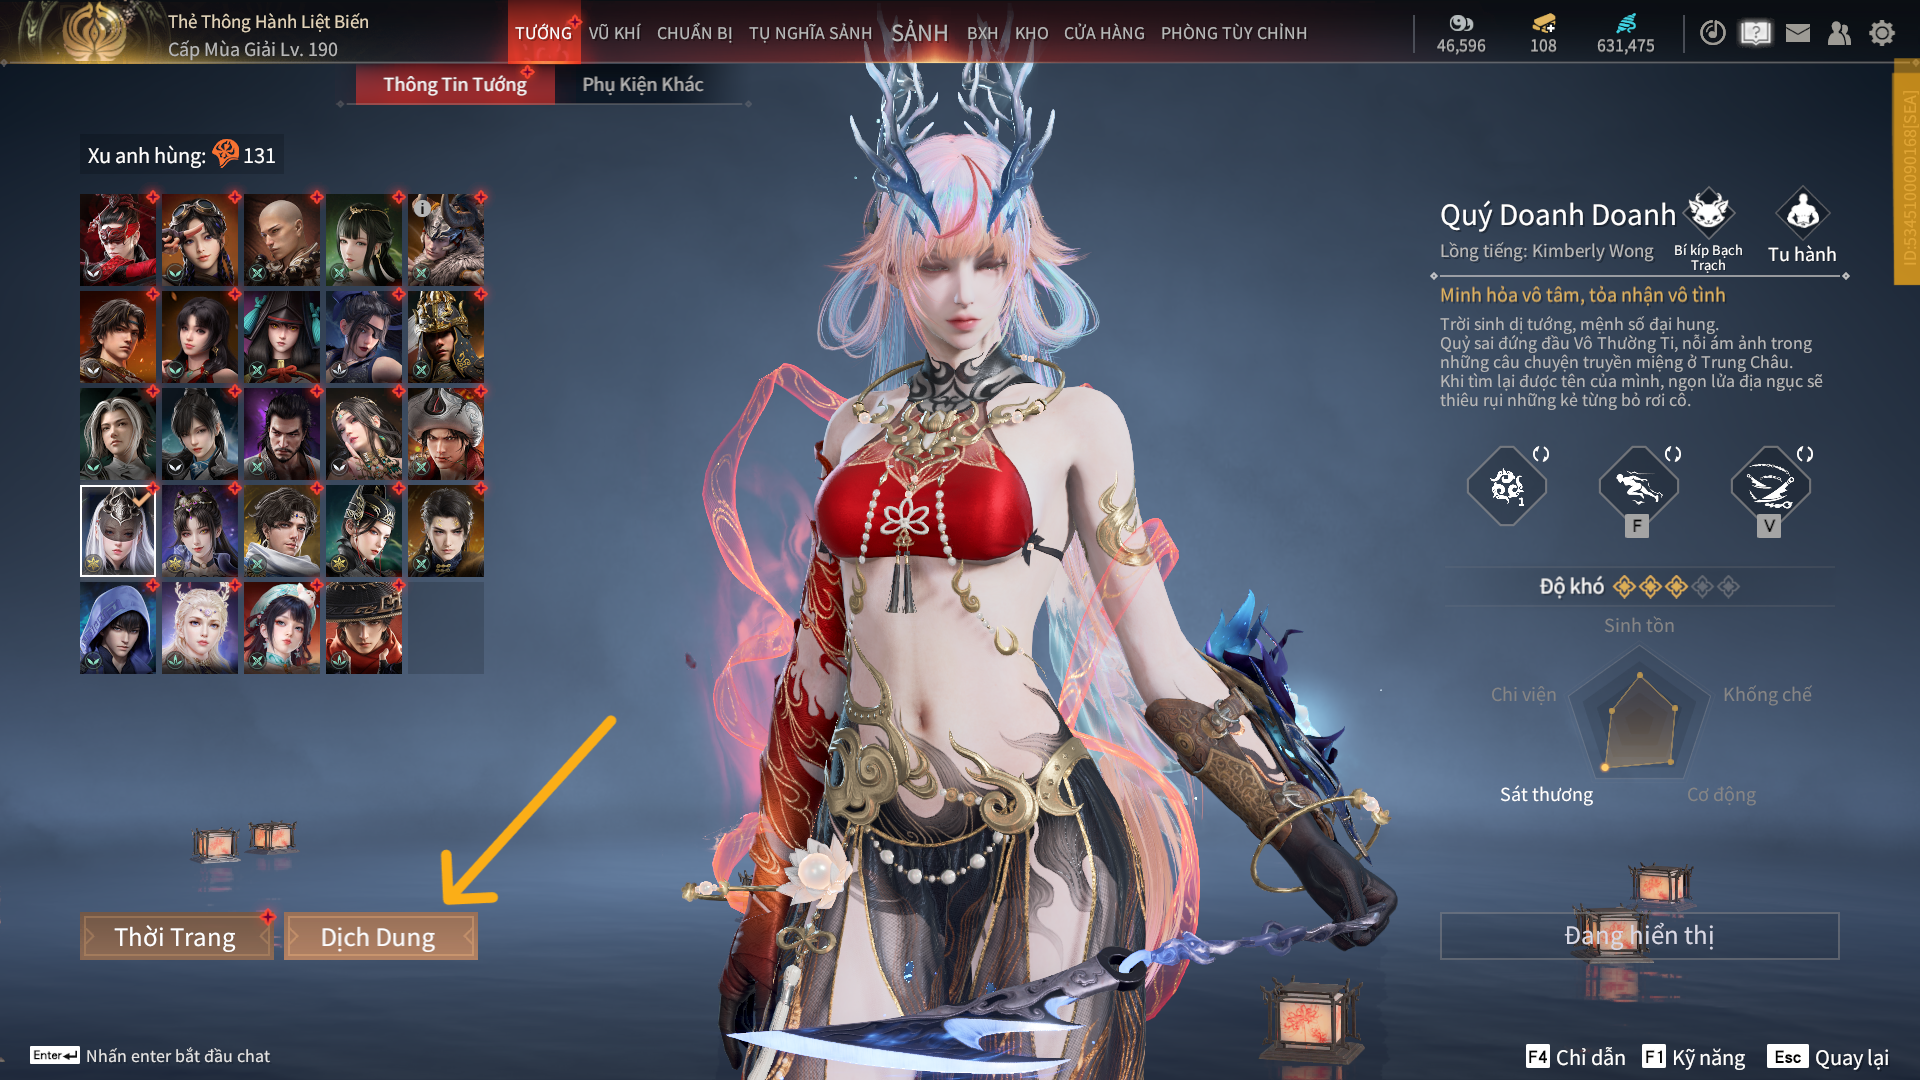 Thẻ Thông Hành Liệt Biến
Cấp Mùa Giải Lv. 190
TƯỚNG VŨ KHÍ CHUẨN BỊ TỤ NGHĨA SẢNH SẢNH BXH KHO CỬA HÀNG PHÒNG TÙY CHỈNH
46,596 108 631,475
Thông Tin Tướng Phụ Kiện Khác
Xu anh hùng: 131
ID:5345100090168[SEA]
Quý Doanh Doanh
Lồng tiếng: Kimberly Wong
Bí kíp Bạch
Trạch
Tu hành
Minh hỏa vô tâm, tỏa nhận vô tình
Trời sinh dị tướng, mệnh số đại hung.
Quỷ sai đứng đầu Vô Thường Ti, nỗi ám ảnh trong
những câu chuyện truyền miệng ở Trung Châu.
Khi tìm lại được tên của mình, ngọn lửa địa ngục sẽ
thiêu rụi những kẻ từng bỏ rơi cô.
1
F
V
Độ khó
Sinh tồn
Chi viện
Khống chế
Sát thương
Cơ động
Thời Trang
Dịch Dung
Đang hiển thị
Enter Nhấn enter bắt đầu chat
F4 Chỉ dẫn F1 Kỹ năng Esc Quay lại